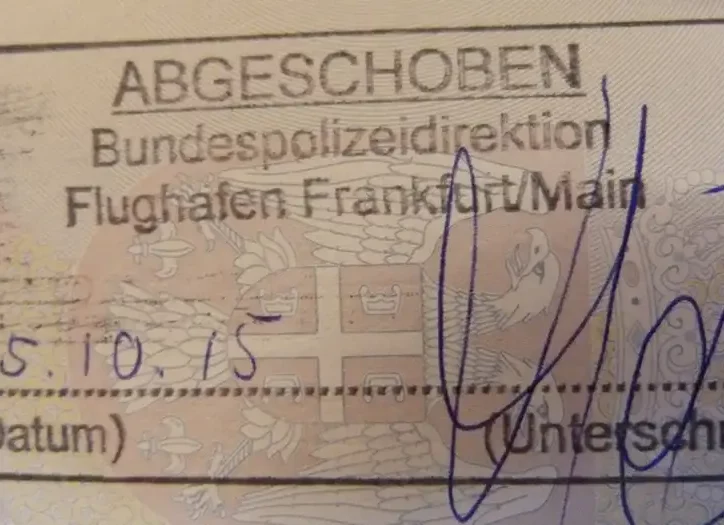 ABGESCHOBEN
Bundespolizeidirektion
Flughafen Frankfurt/Main
5.10.15
Datum) (Untersch